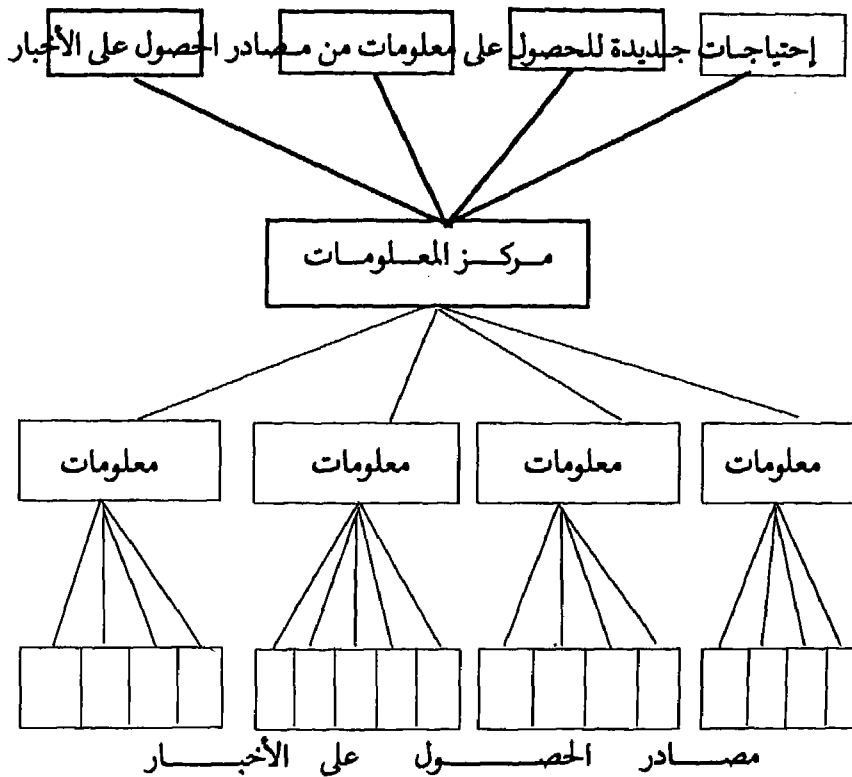 إحتياجات جديدة للحصول على معلومات من مصادر الحصول على الأخبار
مركز المعلومات
معلومات
معلومات
معلومات
معلومات
مصادر الحصول على الأخبار